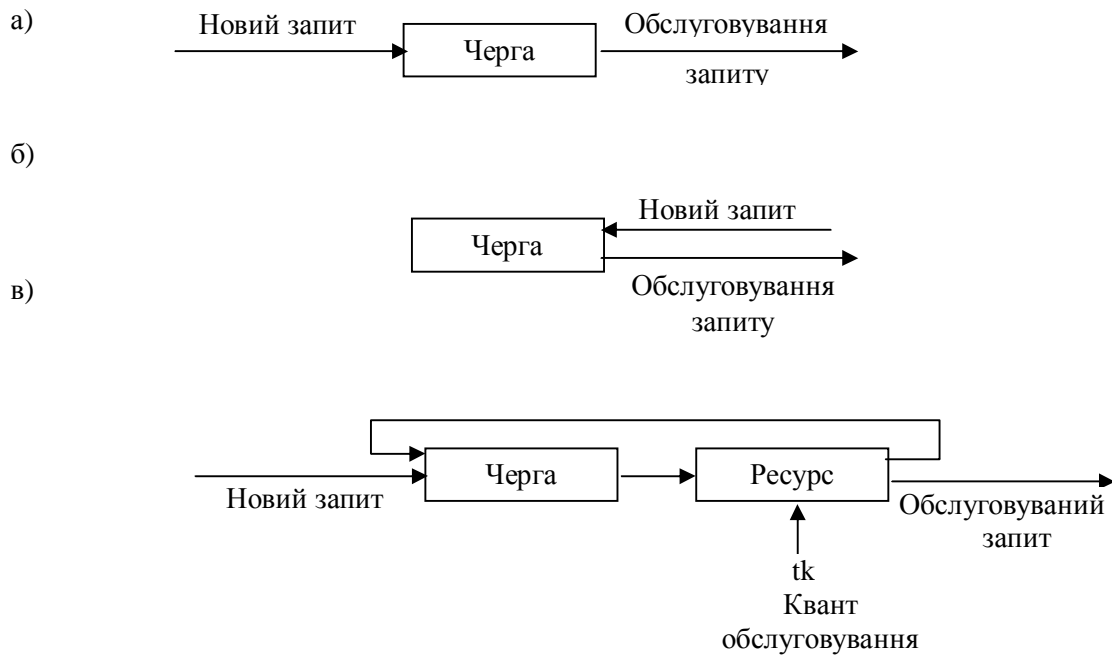 а)
Новий запит
Черга
Обслуговування
запиту
б)
Новий запит
Черга
Обслуговування
запиту
в)
Черга
Ресурс
Новий запит
Обслуговуваний
запит
tk
Квант
обслуговування